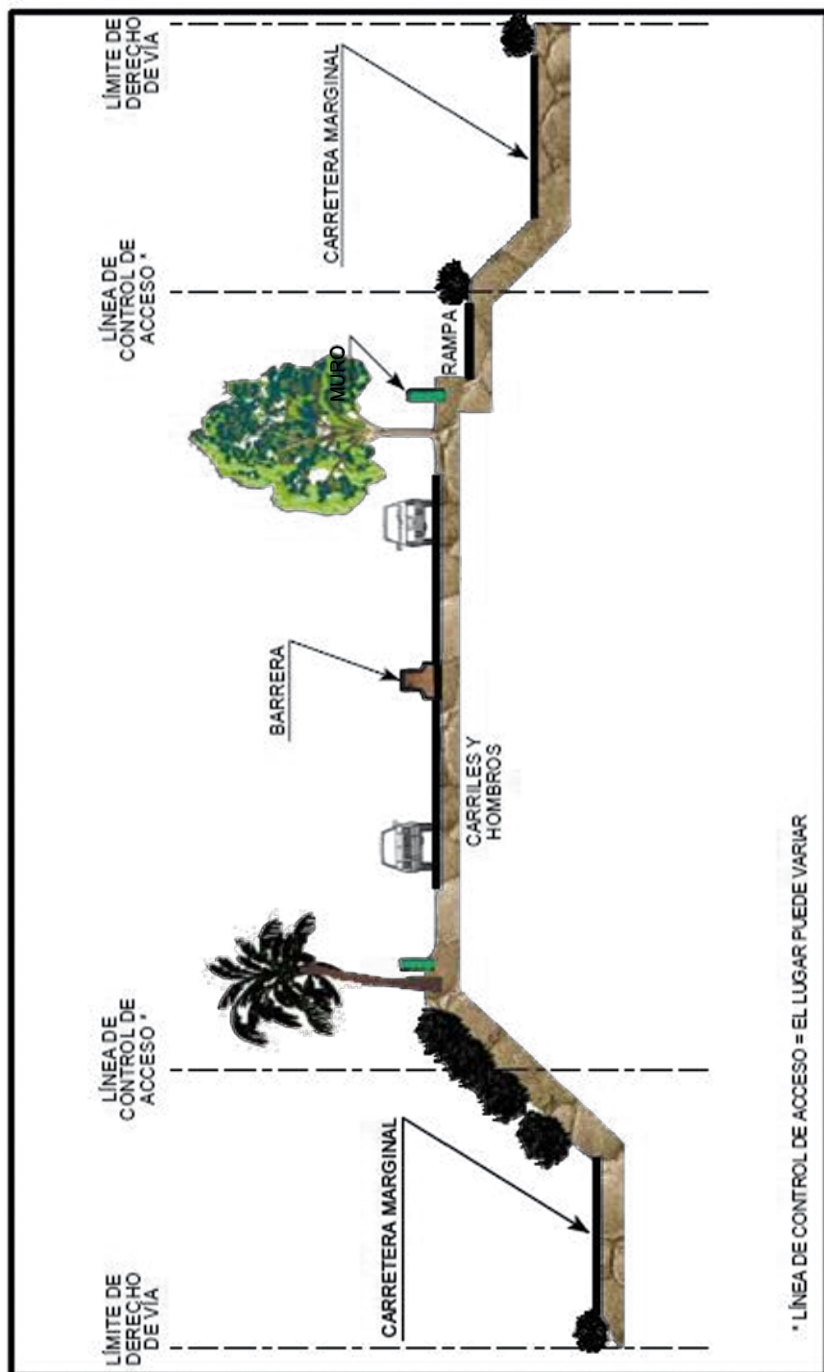 LÍMITE DE
DERECHO
DE VÍA
LÍNEA DE
CONTROL DE
ACCESO *
LÍNEA DE
CONTROL DE
ACCESO *
LÍMITE DE
DERECHO
DE VÍA
CARRETERA MARGINAL
BARRERA
MURO
CARRETERA MARGINAL
RAMPA
CARRILES Y
HOMBROS
* LÍNEA DE CONTROL DE ACCESO = EL LUGAR PUEDE VARIAR